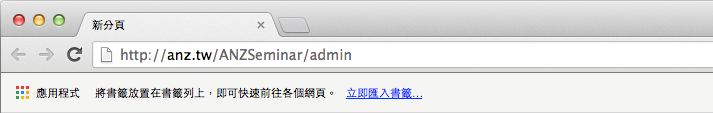 新分頁
http://anz.tw/ANZSeminar/admin
應用程式 將書籤放置在書籤列上，即可快速前往各個網頁。 立即匯入書籤...